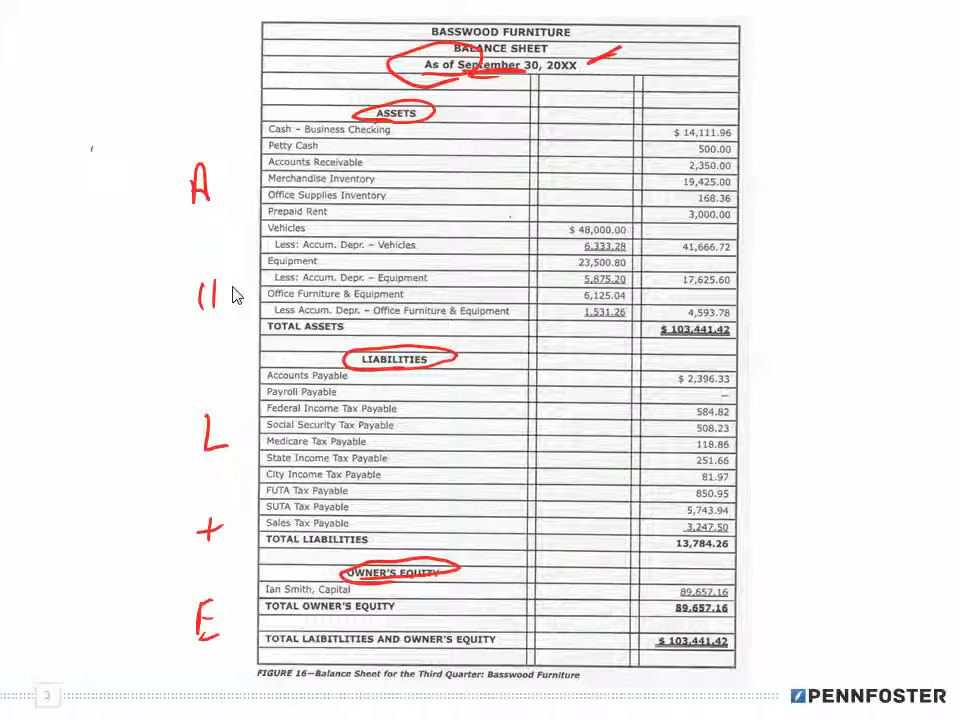 BASSWOOD FURNITURE
BALANCE SHEET
As of September 30, 20XX
ASSETS
Cash – Business Checking $ 14,111.96
Petty Cash 500.00
Accounts Receivable 2,350.00
A
Merchandise Inventory 19,425.00
Office Supplies Inventory 168.36
Prepaid Rent 3,000.00
Vehicles $ 48,000.00
Less: Accum. Depr. – Vehicles 6,333.28 41,666.72
Equipment 23,500.80
Less: Accum. Depr. – Equipment 5,875.20 17,625.60
Office Furniture & Equipment 6,125.04
Less Accum. Depr. – Office Furniture & Equipment 1,531.26 4,593.78
TOTAL ASSETS $ 103,441.42
LIABILITIES
Accounts Payable $ 2,396.33
Payroll Payable —
Federal Income Tax Payable 584.82
Social Security Tax Payable 508.23
L
Medicare Tax Payable 118.86
State Income Tax Payable 251.66
City Income Tax Payable 81.97
FUTA Tax Payable 850.95
SUTA Tax Payable 5,743.94
Sales Tax Payable 3,247.50
+
TOTAL LIABILITIES 13,784.26
OWNER'S EQUITY
Ian Smith, Capital 89,657.16
TOTAL OWNER'S EQUITY 89,657.16
E
TOTAL LAIBITLITIES AND OWNER'S EQUITY $ 103,441.42
FIGURE 16—Balance Sheet for the Third Quarter: Basswood Furniture
3
PENNFOSTER